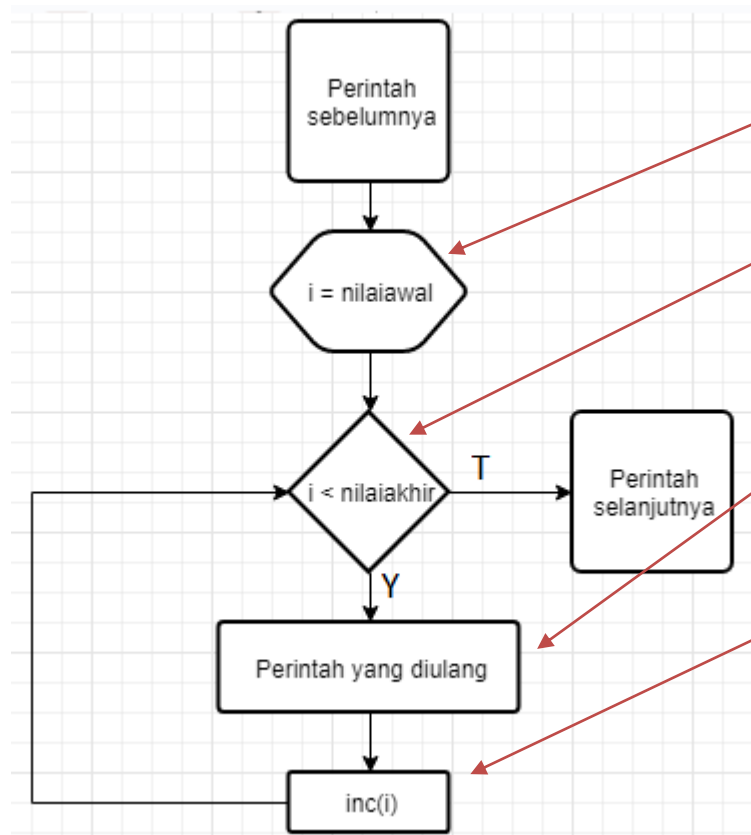 Perintah
sebelumnya
i = nilaiawal
i < nilaiakhir
T
Perintah
selanjutnya
Y
Perintah yang diulang
inc(i)